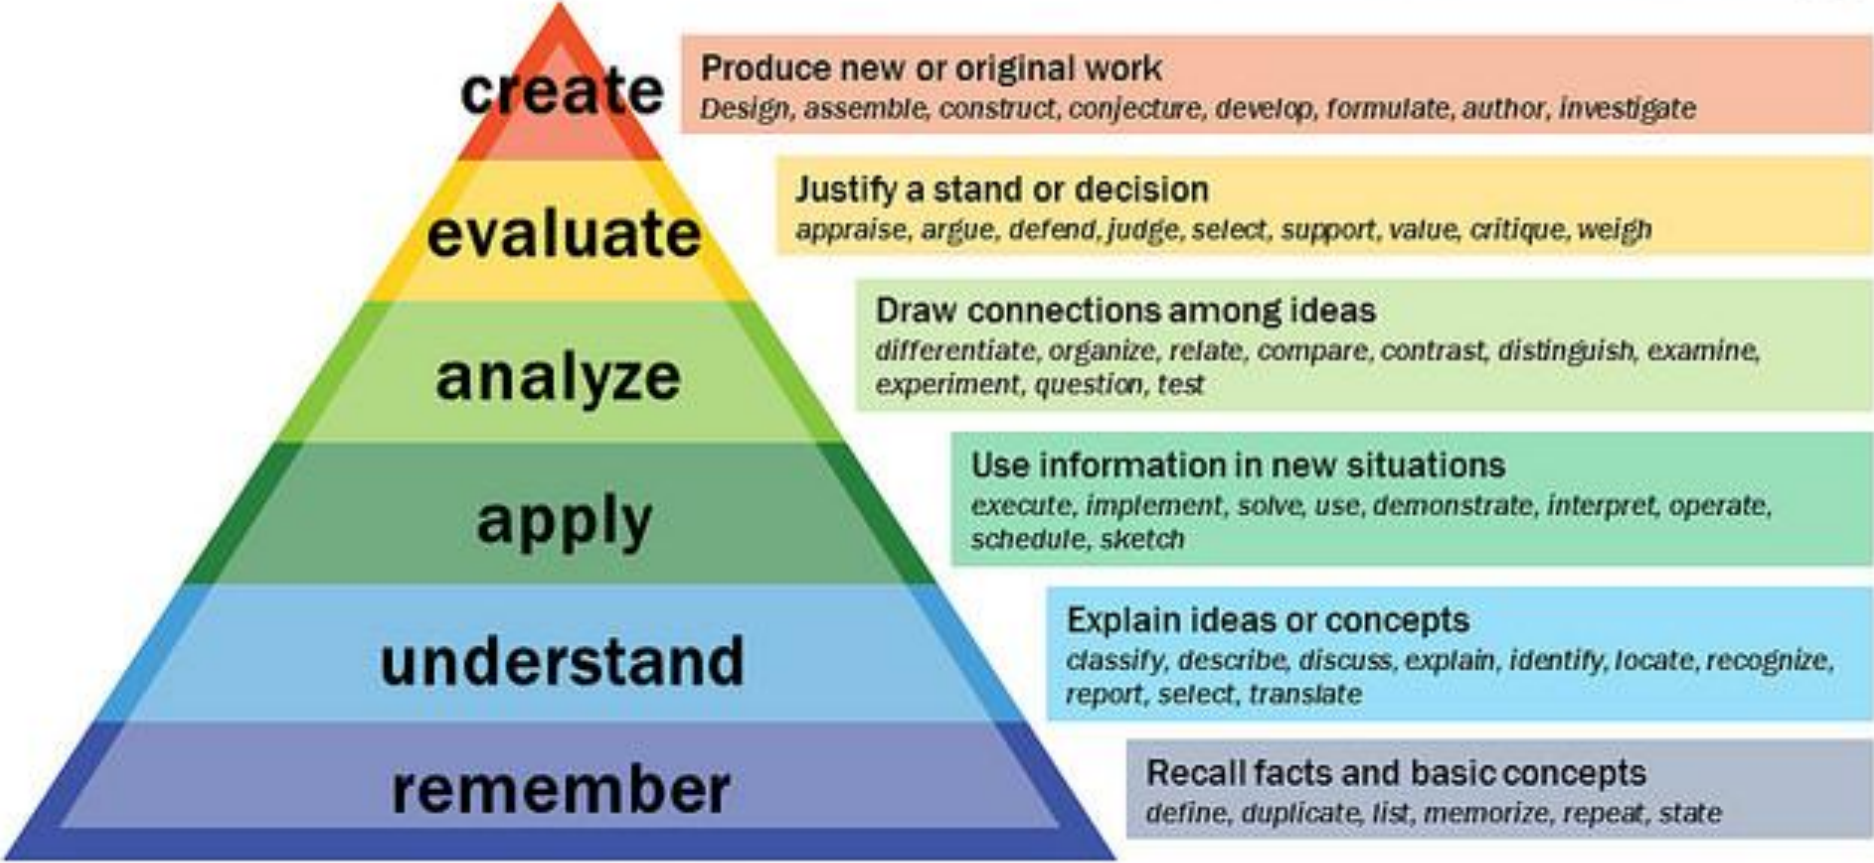 create
Produce new or original work
Design, assemble, construct, conjecture, develop, formulate, author, investigate
evaluate
Justify a stand or decision
appraise, argue, defend, judge, select, support, value, critique, weigh
analyze
Draw connections among ideas
differentiate, organize, relate, compare, contrast, distinguish, examine,
experiment, question, test
apply
Use information in new situations
execute, implement, solve, use, demonstrate, interpret, operate,
schedule, sketch
understand
Explain ideas or concepts
classify, describe, discuss, explain, identify, locate, recognize,
report, select, translate
remember
Recall facts and basic concepts
define, duplicate, list, memorize, repeat, state